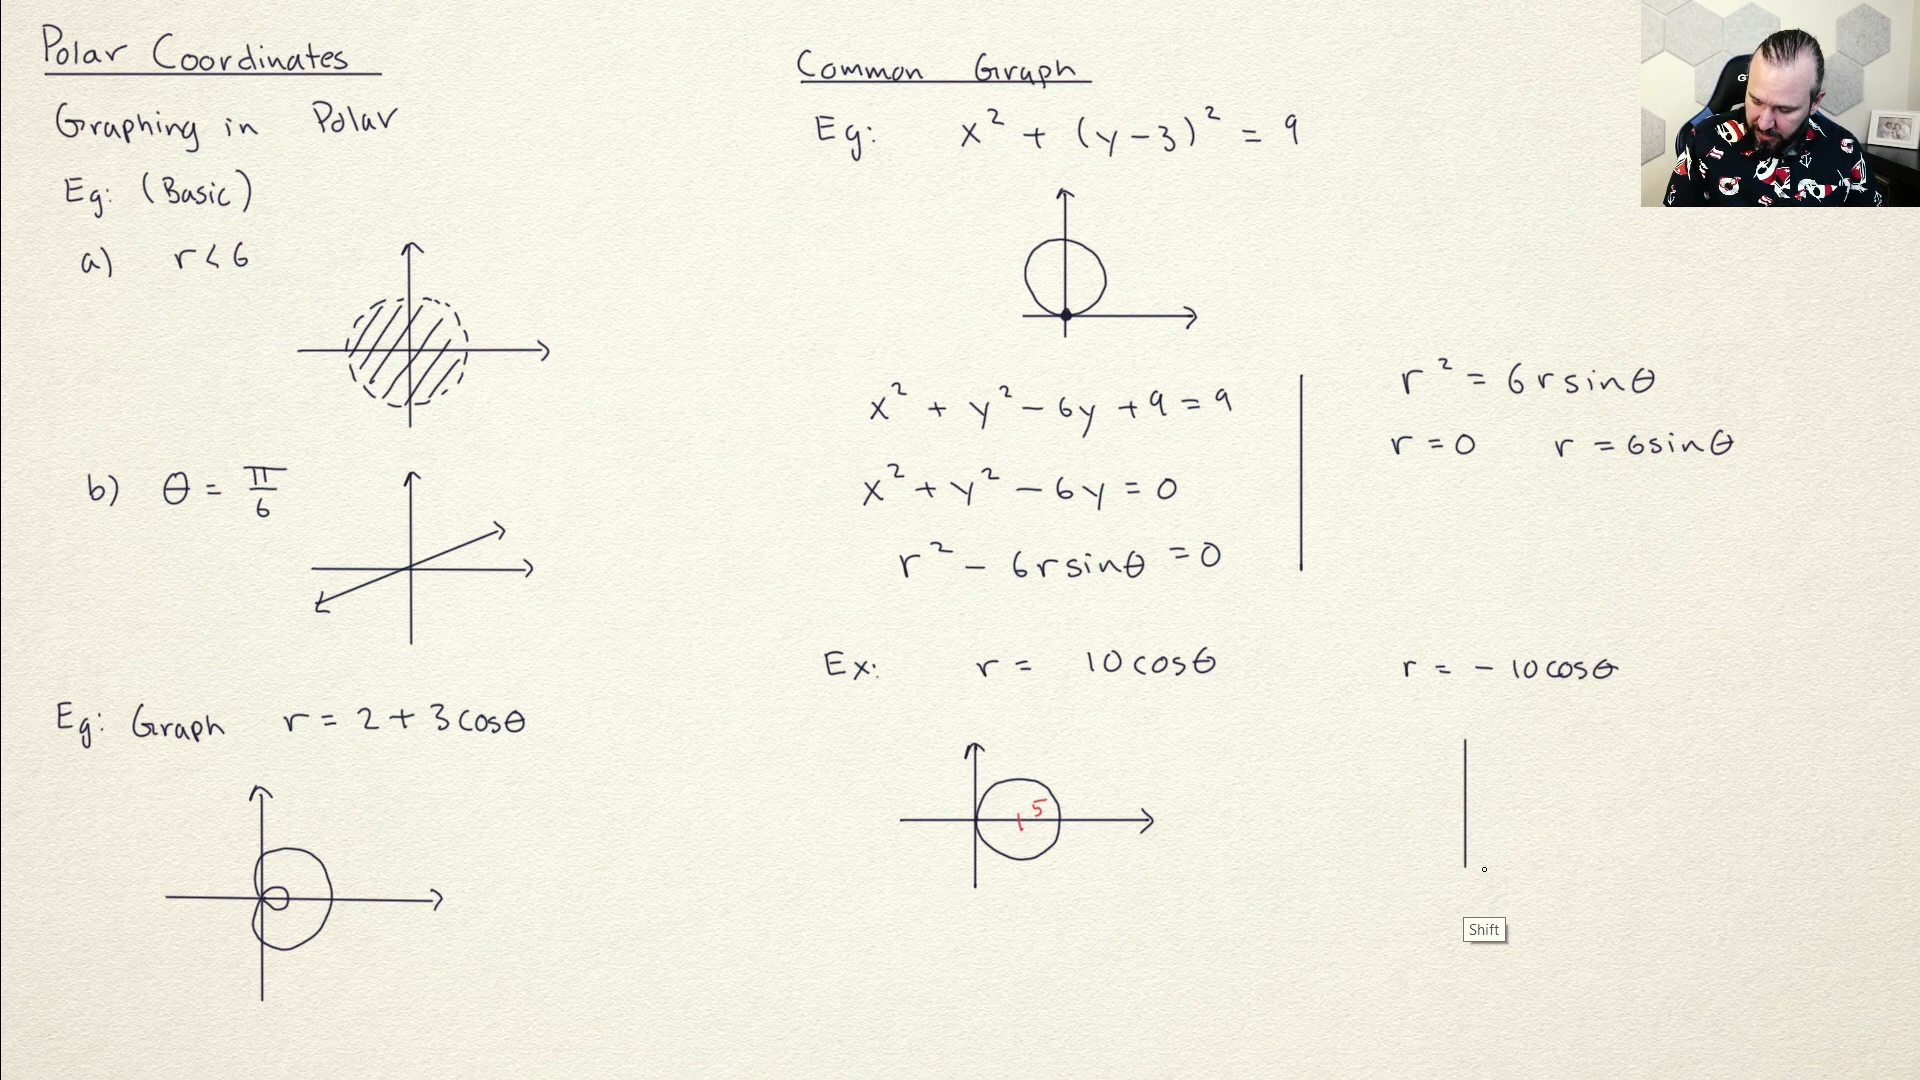 Polar Coordinates
Graphing in Polar
Eg: (Basic)
a) r < 6
b) θ = π/6
Eg: Graph r = 2 + 3cosθ
Common Graph
Eg: x² + (y-3)² = 9
x² + y² - 6y + 9 = 9
x² + y² - 6y = 0
r² - 6rsinθ = 0
r² = 6rsinθ
r = 0 r = 6sinθ
Ex: r = 10cosθ r = -10cosθ
5
Shift